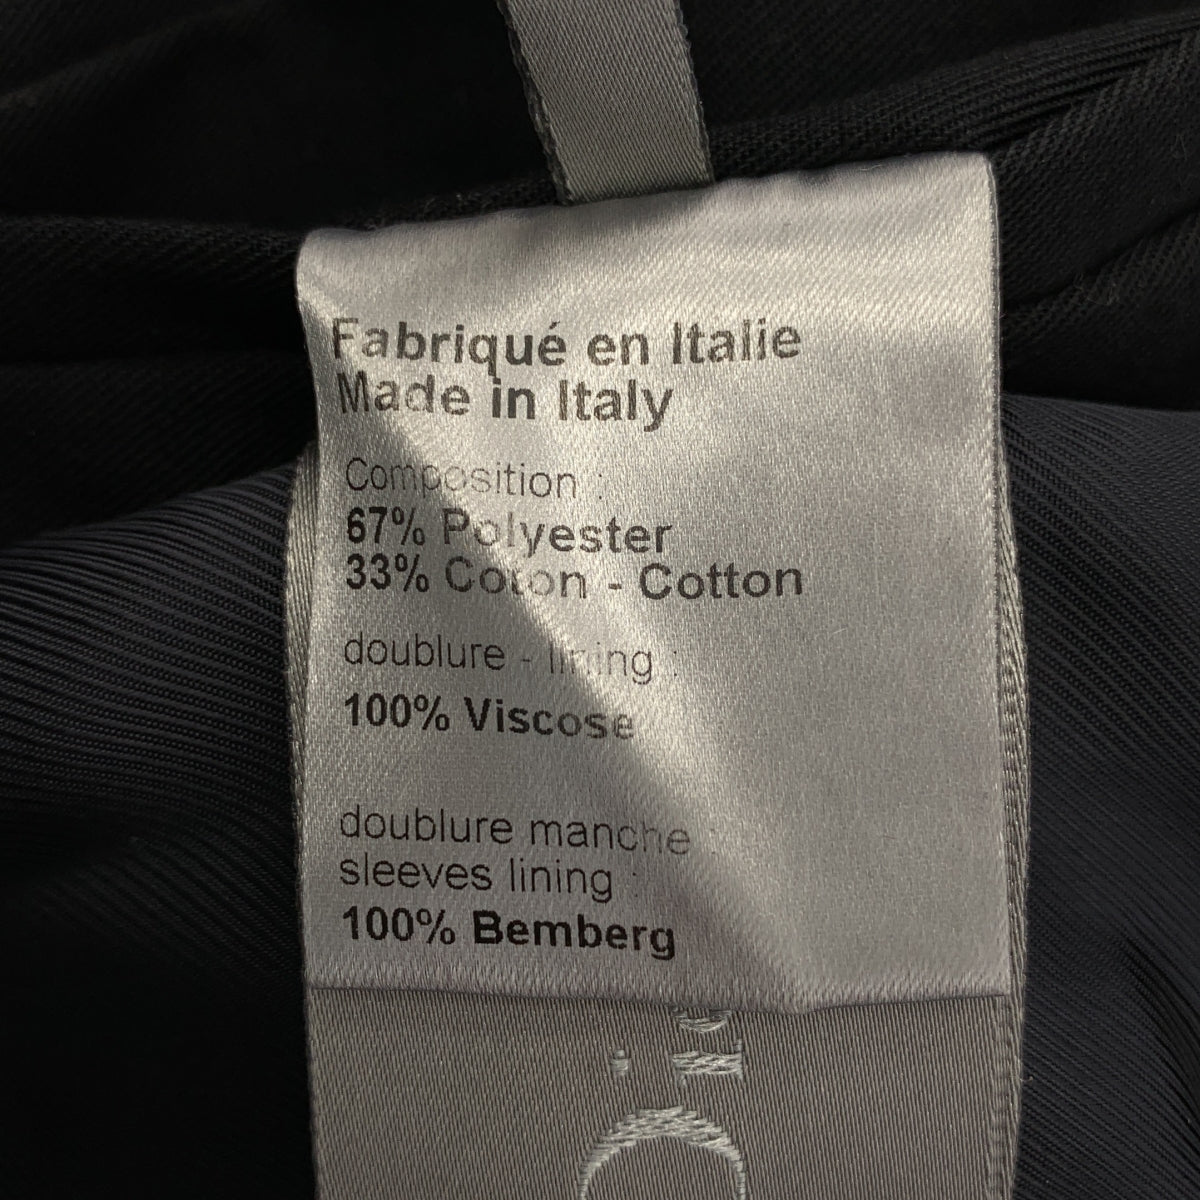 Fabriqué en Italie
Made in Italy
Composition :
67% Polyester
33% Coton - Cotton
doublure - lining :
100% Viscose
doublure manche :
sleeves lining :
100% Bemberg